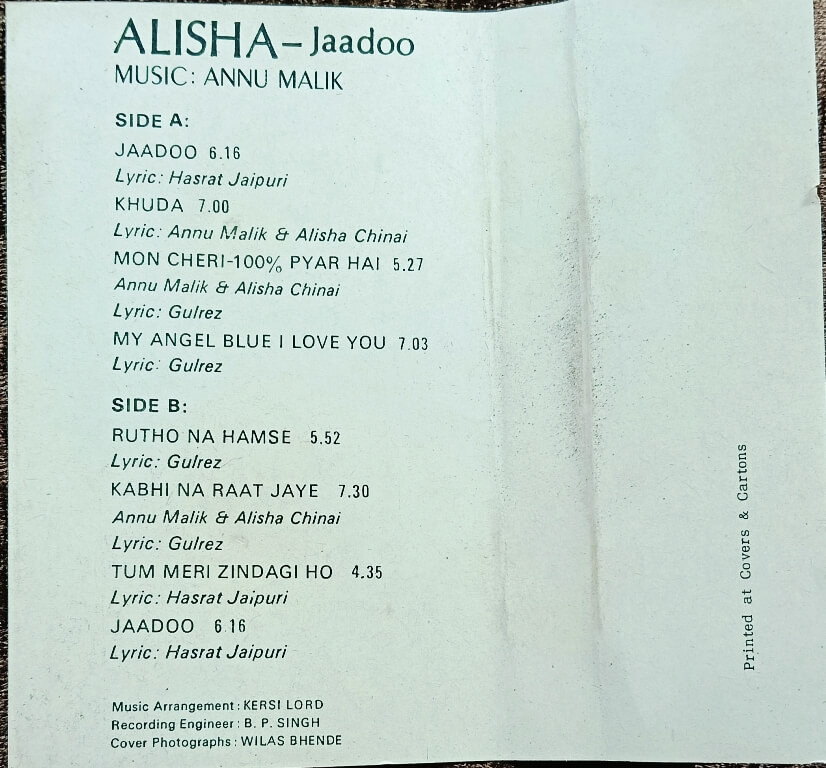 ALISHA–Jaadoo
MUSIC: ANNU MALIK
SIDE A:
JAADOO 6.16
Lyric: Hasrat Jaipuri
KHUDA 7.00
Lyric: Annu Malik & Alisha Chinai
MON CHERI-100% PYAR HAI 5.27
Annu Malik & Alisha Chinai
Lyric: Gulrez
MY ANGEL BLUE I LOVE YOU 7.03
Lyric: Gulrez
SIDE B:
RUTHO NA HAMSE 5.52
Lyric: Gulrez
KABHI NA RAAT JAYE 7.30
Annu Malik & Alisha Chinai
Lyric: Gulrez
TUM MERI ZINDAGI HO 4.35
Lyric: Hasrat Jaipuri
JAADOO 6.16
Lyric: Hasrat Jaipuri
Music Arrangement : KERSI LORD
Recording Engineer : B. P. SINGH
Cover Photographs : WILAS BHENDE
Printed at Covers & Cartons